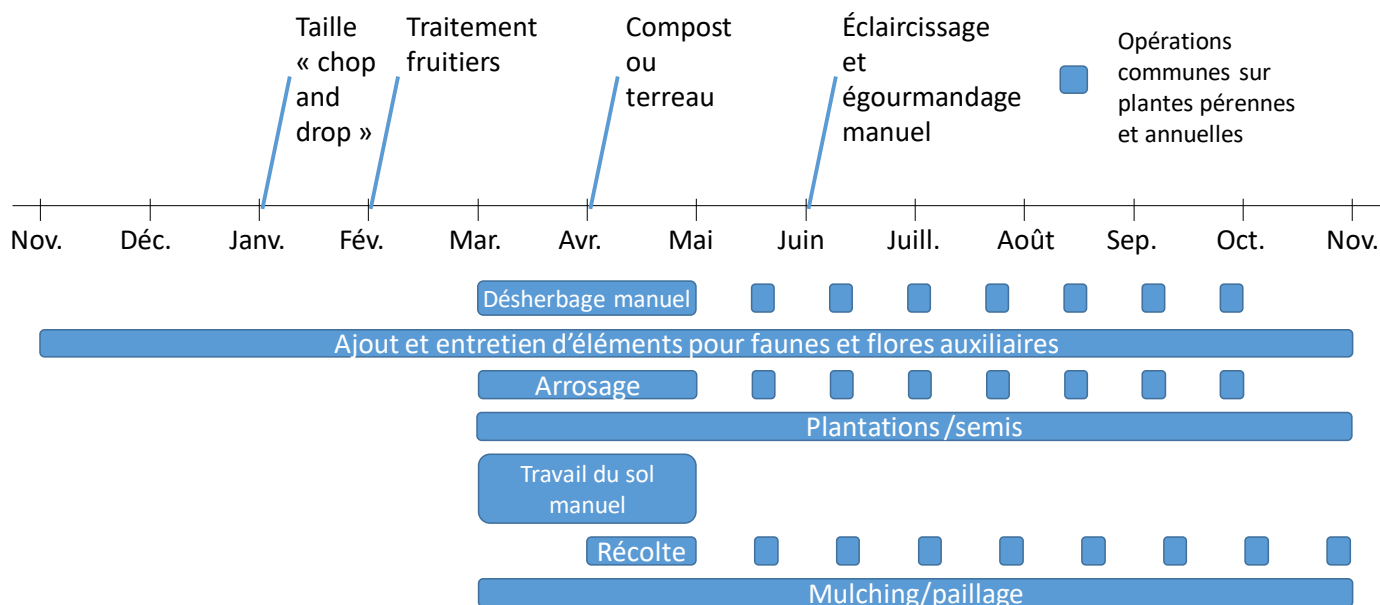 Taille
« chop
and
drop »
Traitement
fruitiers
Compost
ou
terreau
Éclaircissage
et
égourmandage
manuel
Opérations
communes sur
plantes pérennes
et annuelles
Nov. Déc. Janv. Fév. Mar. Avr. Mai Juin Juill. Août Sep. Oct. Nov.
Désherbage manuel
Ajout et entretien d’éléments pour faunes et flores auxiliaires
Arrosage
Plantations/semis
Travail du sol
manuel
Récolte
Mulching/paillage